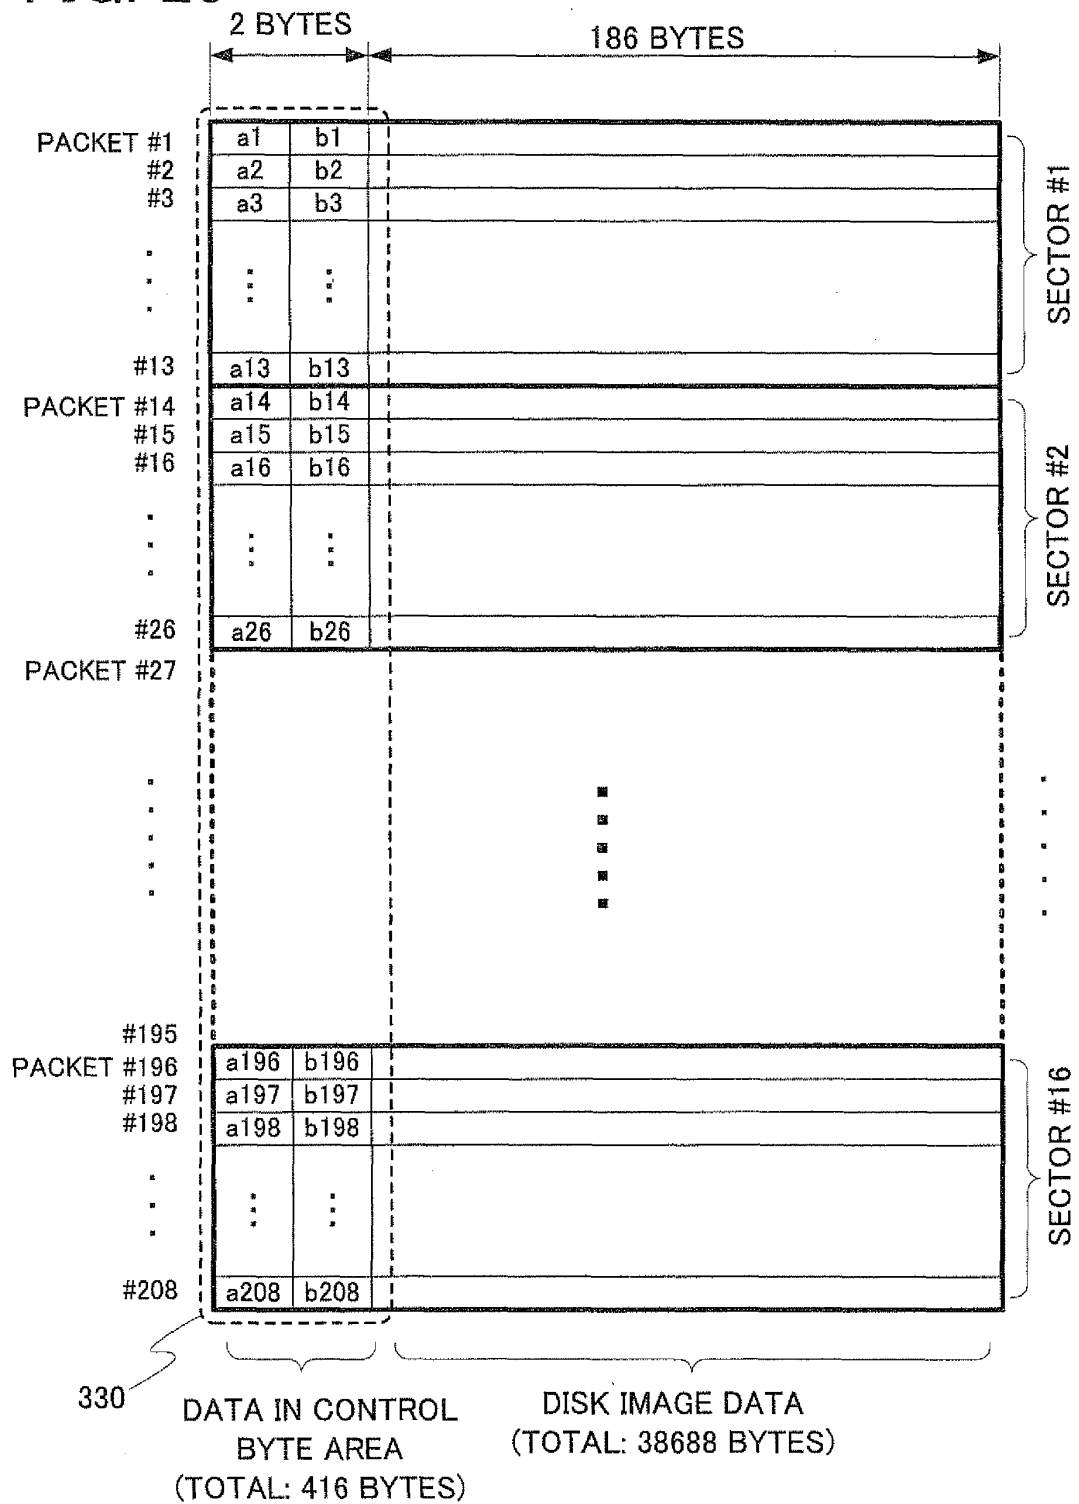 2 BYTES
186 BYTES
PACKET #1 a1 b1
#2 a2 b2
#3 a3 b3
#13 a13 b13
SECTOR #1
PACKET #14 a14 b14
#15 a15 b15
#16 a16 b16
#26 a26 b26
SECTOR #2
PACKET #27
#195
PACKET #196 a196 b196
#197 a197 b197
#198 a198 b198
#208 a208 b208
SECTOR #16
330
DATA IN CONTROL
BYTE AREA
(TOTAL: 416 BYTES)
DISK IMAGE DATA
(TOTAL: 38688 BYTES)